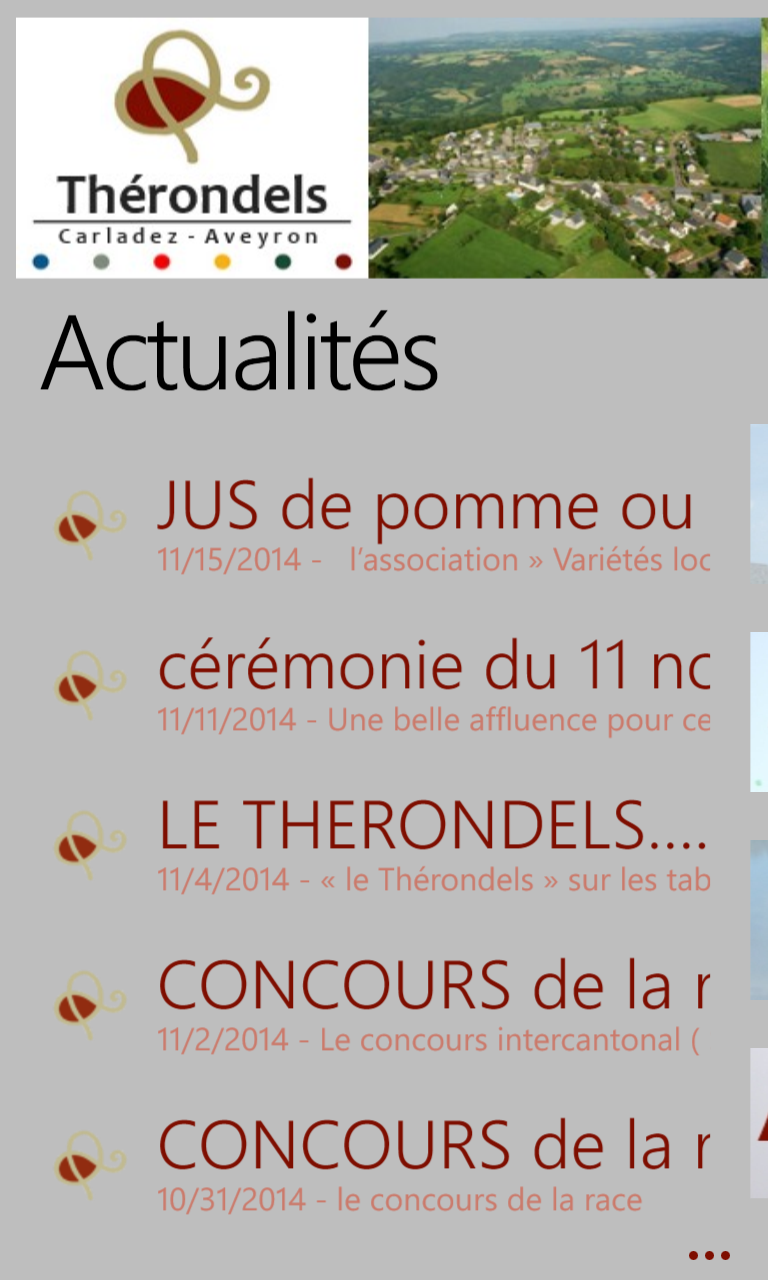 Thérondels
Carladez - Aveyron
Actualités
JUS de pomme ou
11/15/2014 - l'association » Variétés loc
cérémonie du 11 no
11/11/2014 - Une belle affluence pour ce
LE THERONDELS....
11/4/2014 - « le Thérondels » sur les tab
CONCOURS de la r
11/2/2014 - Le concours intercantonal (
CONCOURS de la r
10/31/2014 - le concours de la race